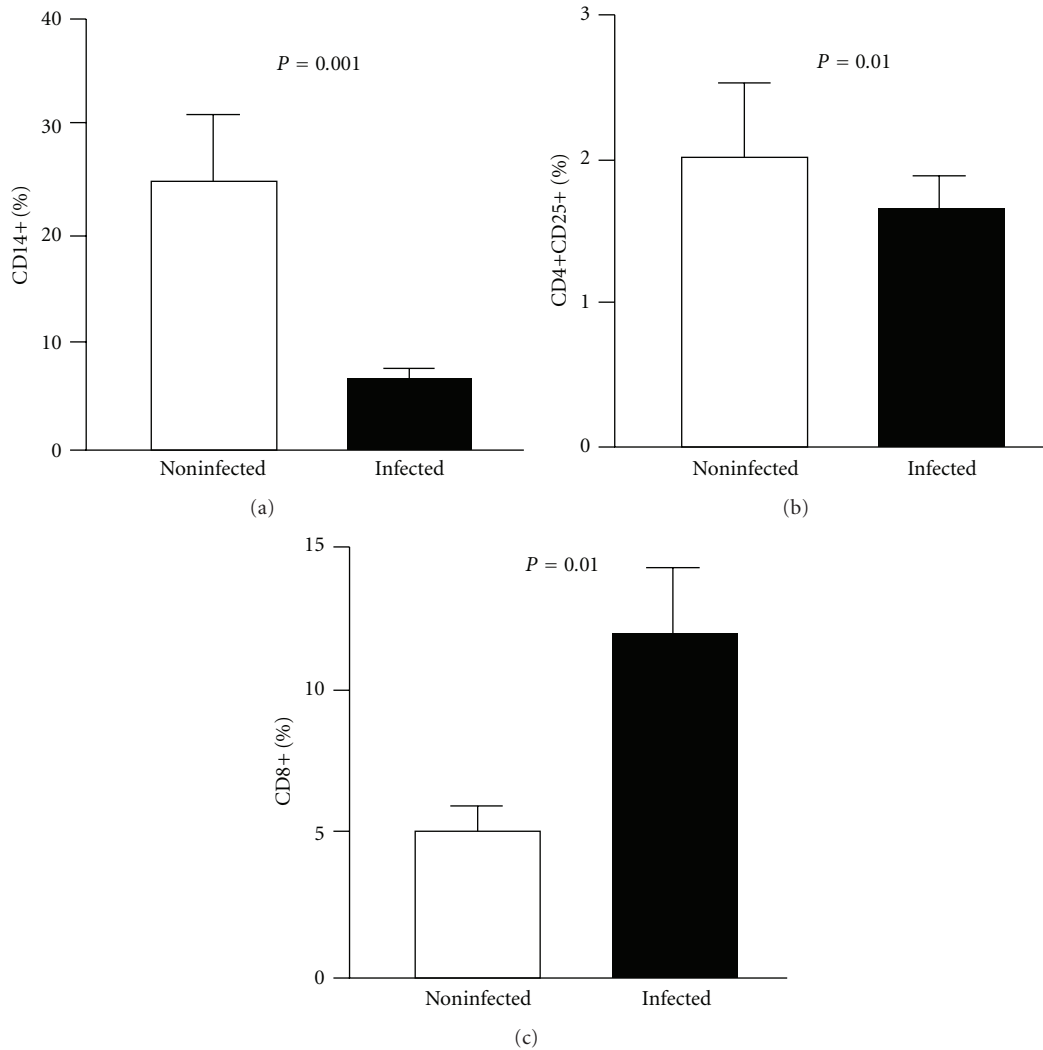 40
30
20
10
0
CD14+ (%)
P = 0.001
Noninfected
Infected
(a)
3
2
1
0
CD4+CD25+ (%)
P = 0.01
Noninfected
Infected
(b)
15
10
5
0
CD8+ (%)
P = 0.01
Noninfected
Infected
(c)